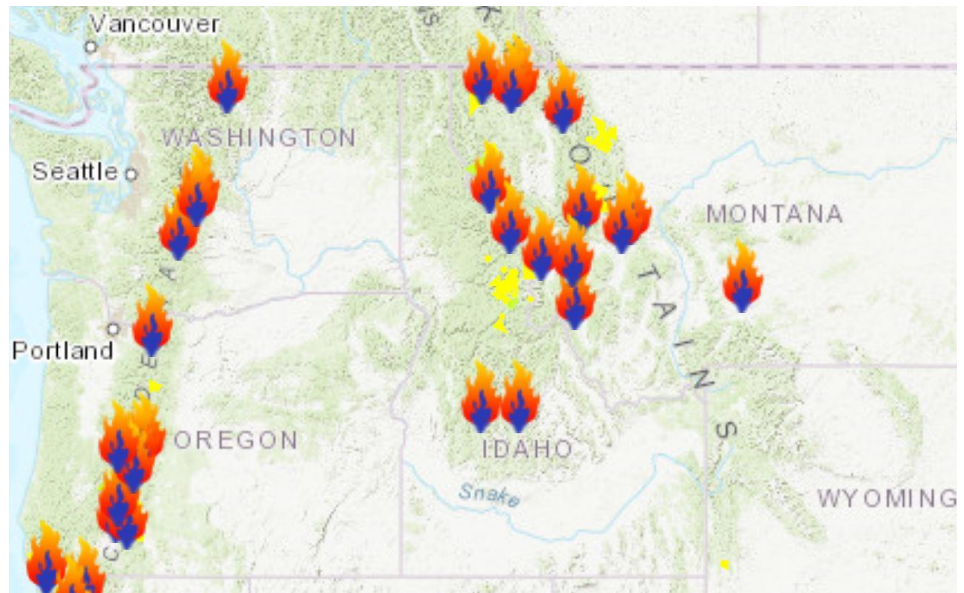 Vancouver
WASHINGTON
Seattle
MONTANA
Portland
OREGON
IDAHO
Snake
WYOMING